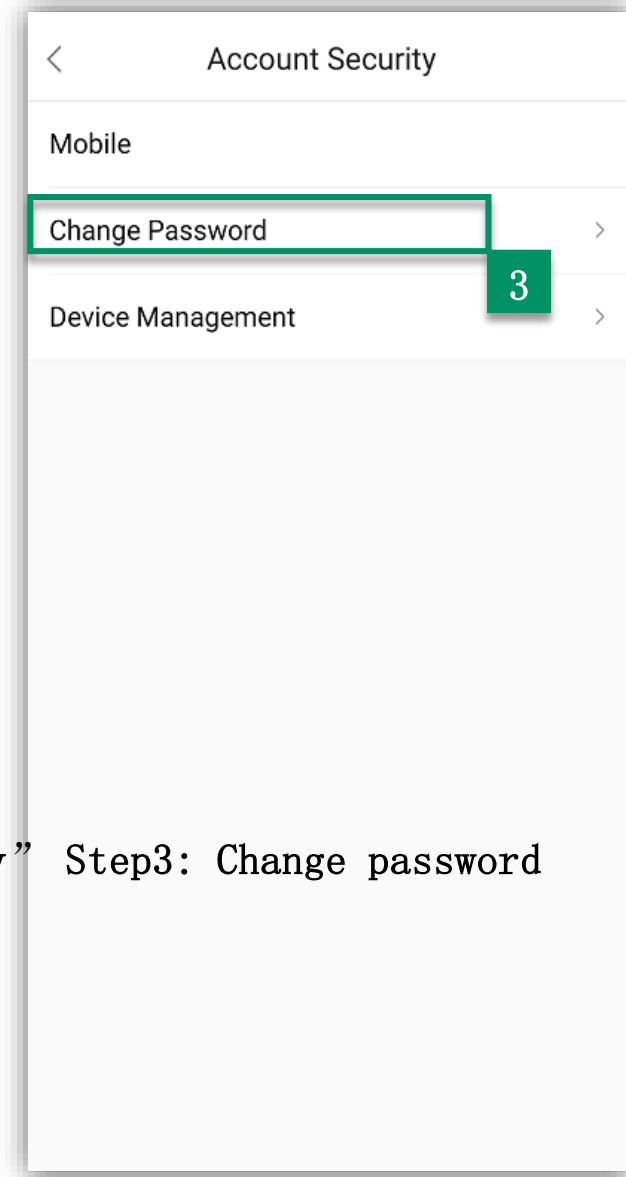 Account Security
Mobile
Change Password
3
Device Management
y” Step3: Change password